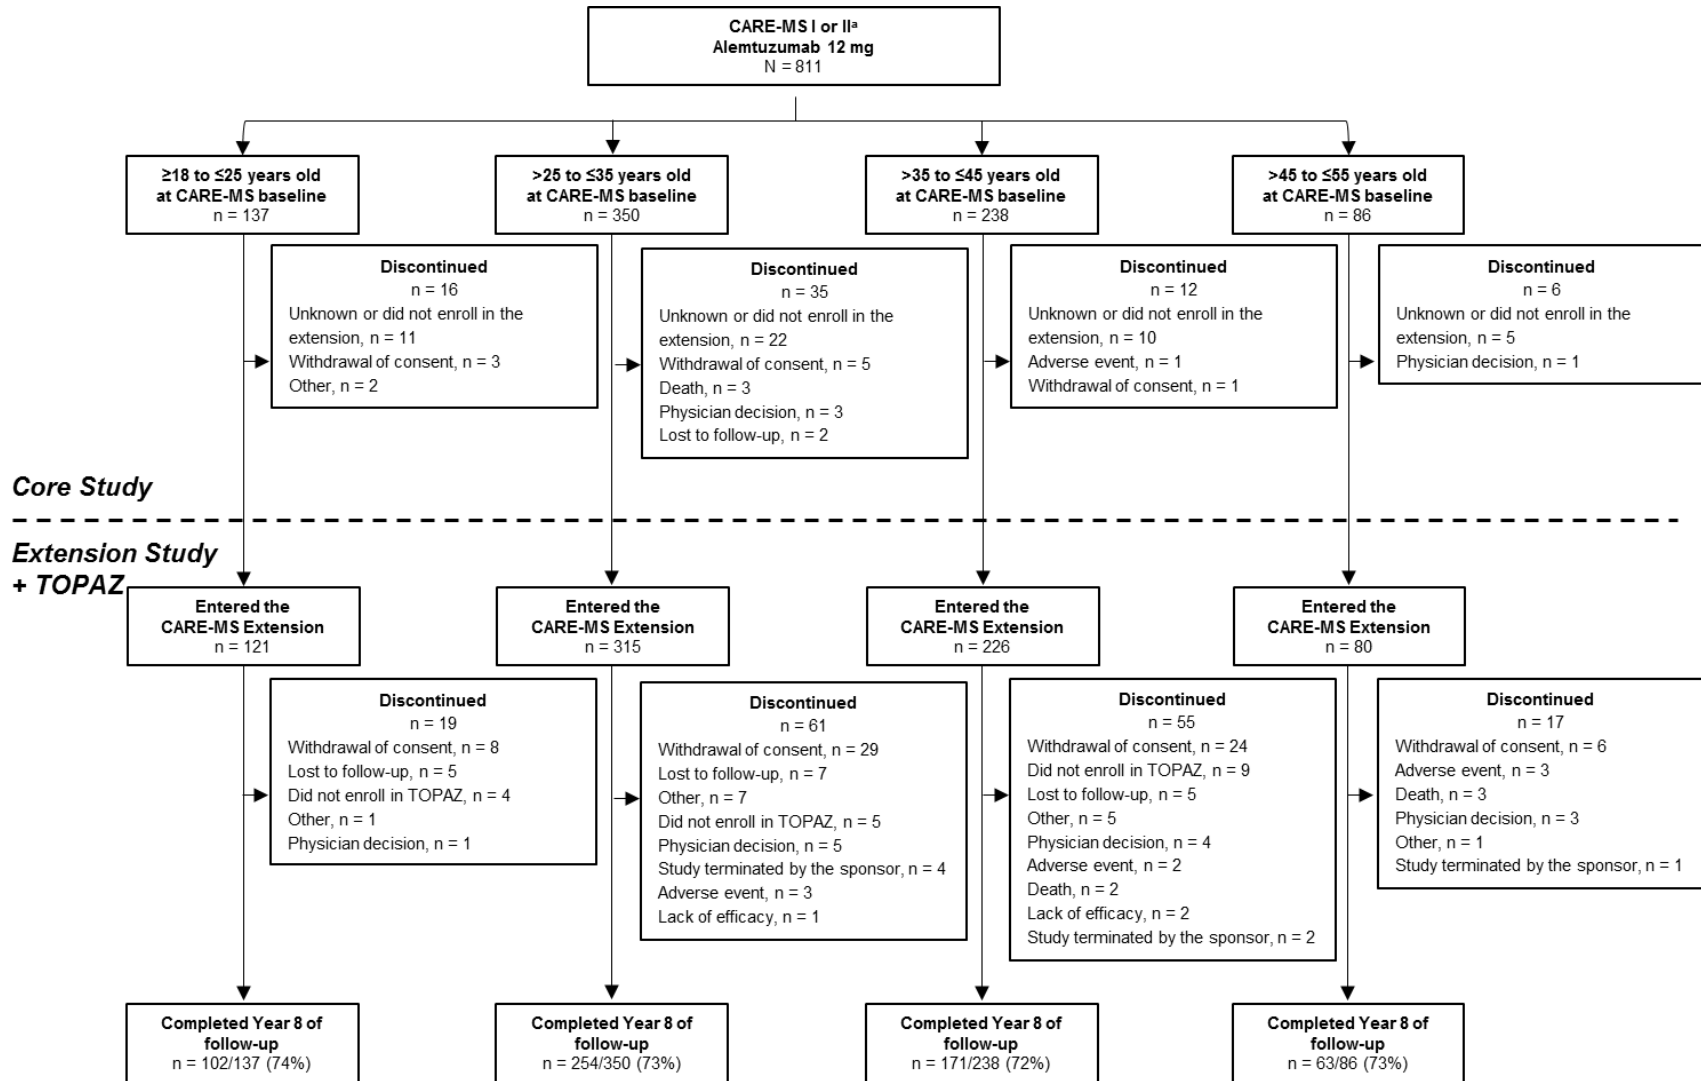 CARE-MS I or IIª
Alemtuzumab 12 mg
N = 811
≥18 to ≤25 years old
at CARE-MS baseline
n = 137
>25 to ≤35 years old
at CARE-MS baseline
n = 350
>35 to ≤45 years old
at CARE-MS baseline
n = 238
>45 to ≤55 years old
at CARE-MS baseline
n = 86
Discontinued
n = 16
Unknown or did not enroll in the
extension, n = 11
Withdrawal of consent, n = 3
Other, n = 2
Discontinued
n = 35
Unknown or did not enroll in the
extension, n = 22
Withdrawal of consent, n = 5
Death, n = 3
Physician decision, n = 3
Lost to follow-up, n = 2
Discontinued
n = 12
Unknown or did not enroll in the
extension, n = 10
Adverse event, n = 1
Withdrawal of consent, n = 1
Discontinued
n = 6
Unknown or did not enroll in the
extension, n = 5
Physician decision, n = 1
Core Study
Extension Study
+ TOPAZ
Entered the
CARE-MS Extension
n = 121
Entered the
CARE-MS Extension
n = 315
Entered the
CARE-MS Extension
n = 226
Entered the
CARE-MS Extension
n = 80
Discontinued
n = 19
Withdrawal of consent, n = 8
Lost to follow-up, n = 5
Did not enroll in TOPAZ, n = 4
Other, n = 1
Physician decision, n = 1
Discontinued
n = 61
Withdrawal of consent, n = 29
Lost to follow-up, n = 7
Other, n = 7
Did not enroll in TOPAZ, n = 5
Physician decision, n = 5
Study terminated by the sponsor, n = 4
Adverse event, n = 3
Lack of efficacy, n = 1
Discontinued
n = 55
Withdrawal of consent, n = 24
Did not enroll in TOPAZ, n = 9
Lost to follow-up, n = 5
Other, n = 5
Physician decision, n = 4
Adverse event, n = 2
Death, n = 2
Lack of efficacy, n = 2
Study terminated by the sponsor, n = 2
Discontinued
n = 17
Withdrawal of consent, n = 6
Adverse event, n = 3
Death, n = 3
Physician decision, n = 3
Other, n = 1
Study terminated by the sponsor, n = 1
Completed Year 8 of
follow-up
n = 102/137 (74%)
Completed Year 8 of
follow-up
n = 254/350 (73%)
Completed Year 8 of
follow-up
n = 171/238 (72%)
Completed Year 8 of
follow-up
n = 63/86 (73%)